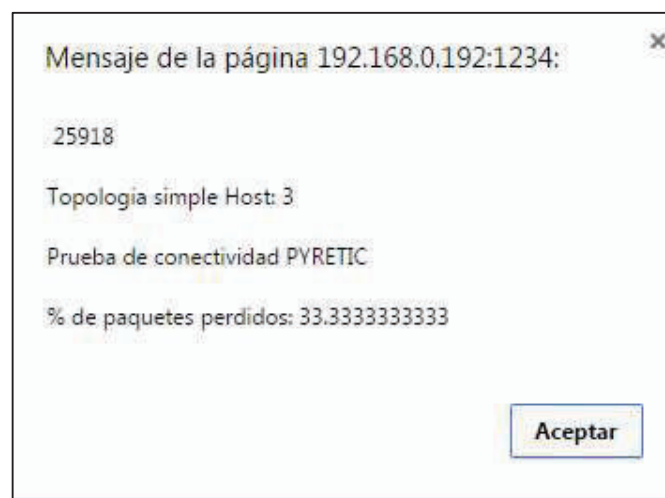 Mensaje de la página 192.168.0.192:1234:
25918
Topologia simple Host: 3
Prueba de conectividad PYRETIC
% de paquetes perdidos: 33.3333333333
Aceptar